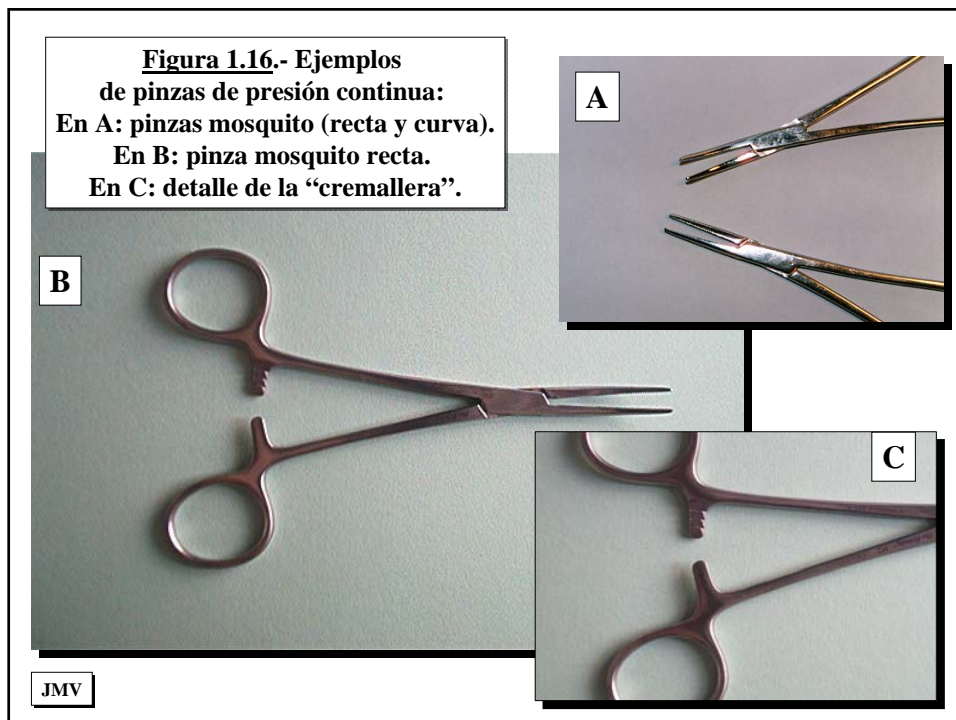 Figura 1.16.- Ejemplos
de pinzas de presión continua:
En A: pinzas mosquito (recta y curva).
En B: pinza mosquito recta.
En C: detalle de la “cremallera”.
A
B
C
JMV